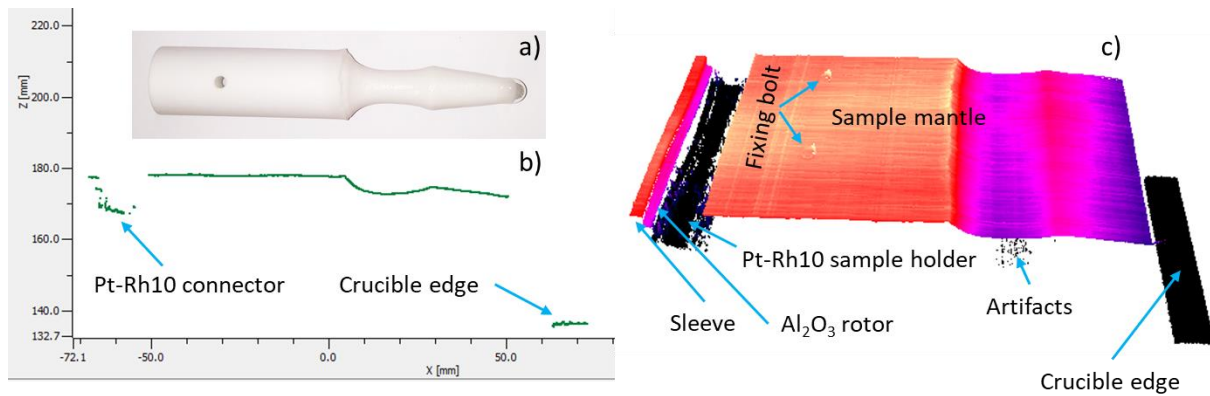 220.0
a)
c)
Z [mm]
200.0
Fixing bolt
Sample mantle
180.0
b)
160.0
Pt-Rh10 connector
Crucible edge
Pt-Rh10 sample holder
Artifacts
140.0
Sleeve
Al₂O₃ rotor
132.7
-72.1
-50.0
0.0
50.0
X [mm]
Crucible edge